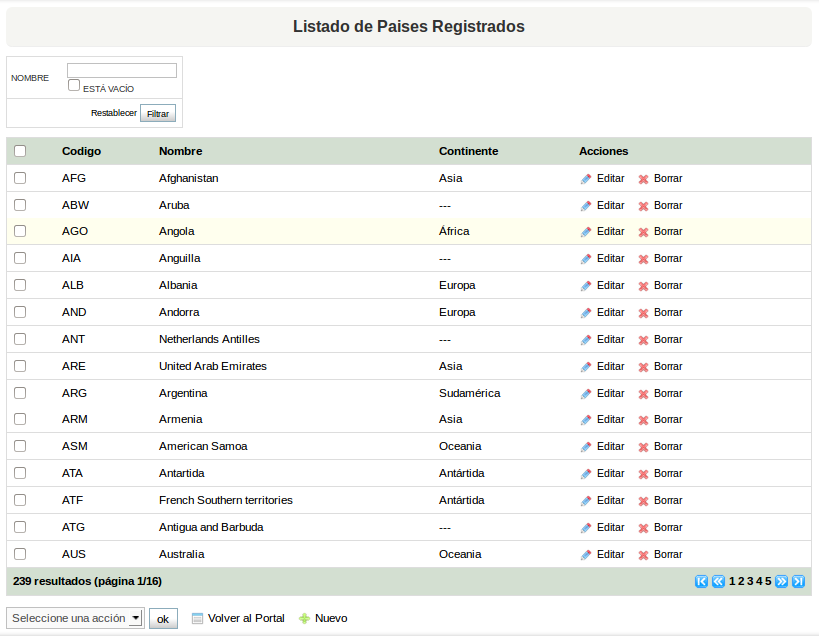 Listado de Paises Registrados
NOMBRE
ESTÁ VACÍO
Restablecer Filtrar
Codigo Nombre Continente Acciones
AFG Afghanistan Asia Editar Borrar
ABW Aruba --- Editar Borrar
AGO Angola África Editar Borrar
AIA Anguilla --- Editar Borrar
ALB Albania Europa Editar Borrar
AND Andorra Europa Editar Borrar
ANT Netherlands Antilles --- Editar Borrar
ARE United Arab Emirates Asia Editar Borrar
ARG Argentina Sudamérica Editar Borrar
ARM Armenia Asia Editar Borrar
ASM American Samoa Oceania Editar Borrar
ATA Antartida Antártida Editar Borrar
ATF French Southern territories Antártida Editar Borrar
ATG Antigua and Barbuda --- Editar Borrar
AUS Australia Oceania Editar Borrar
239 resultados (página 1/16) 1 2 3 4 5
Seleccione una acción ok Volver al Portal Nuevo